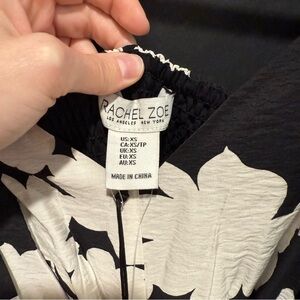 RACHEL ZOE
LOS ANGELES NEW YORK
US:XS
CA:XS/TP
UK:XS
EU:XS
AU:XS
MADE IN CHINA